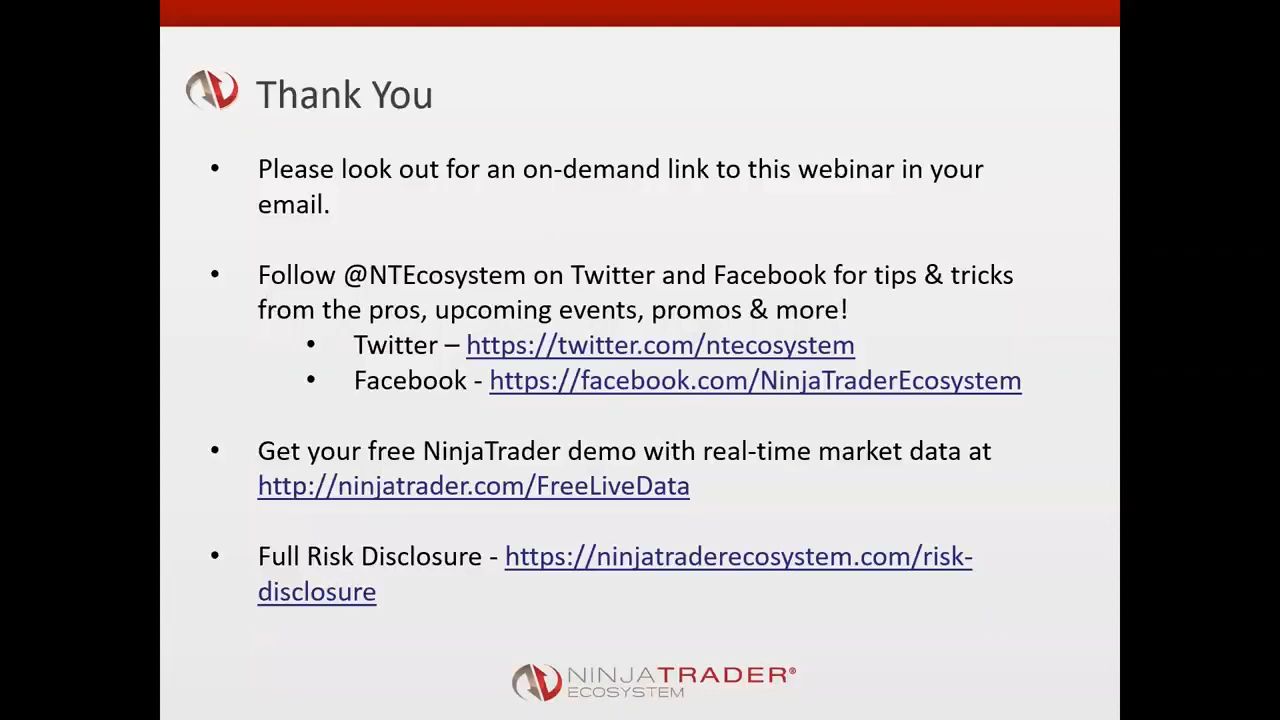 Thank You
• Please look out for an on-demand link to this webinar in your
email.
• Follow @NTEcosystem on Twitter and Facebook for tips & tricks
from the pros, upcoming events, promos & more!
• Twitter – https://twitter.com/ntecosystem
• Facebook - https://facebook.com/NinjaTraderEcosystem
• Get your free NinjaTrader demo with real-time market data at
http://ninjatrader.com/FreeLiveData
• Full Risk Disclosure - https://ninjatraderecosystem.com/risk-
disclosure
NINJATRADER®
ECOSYSTEM